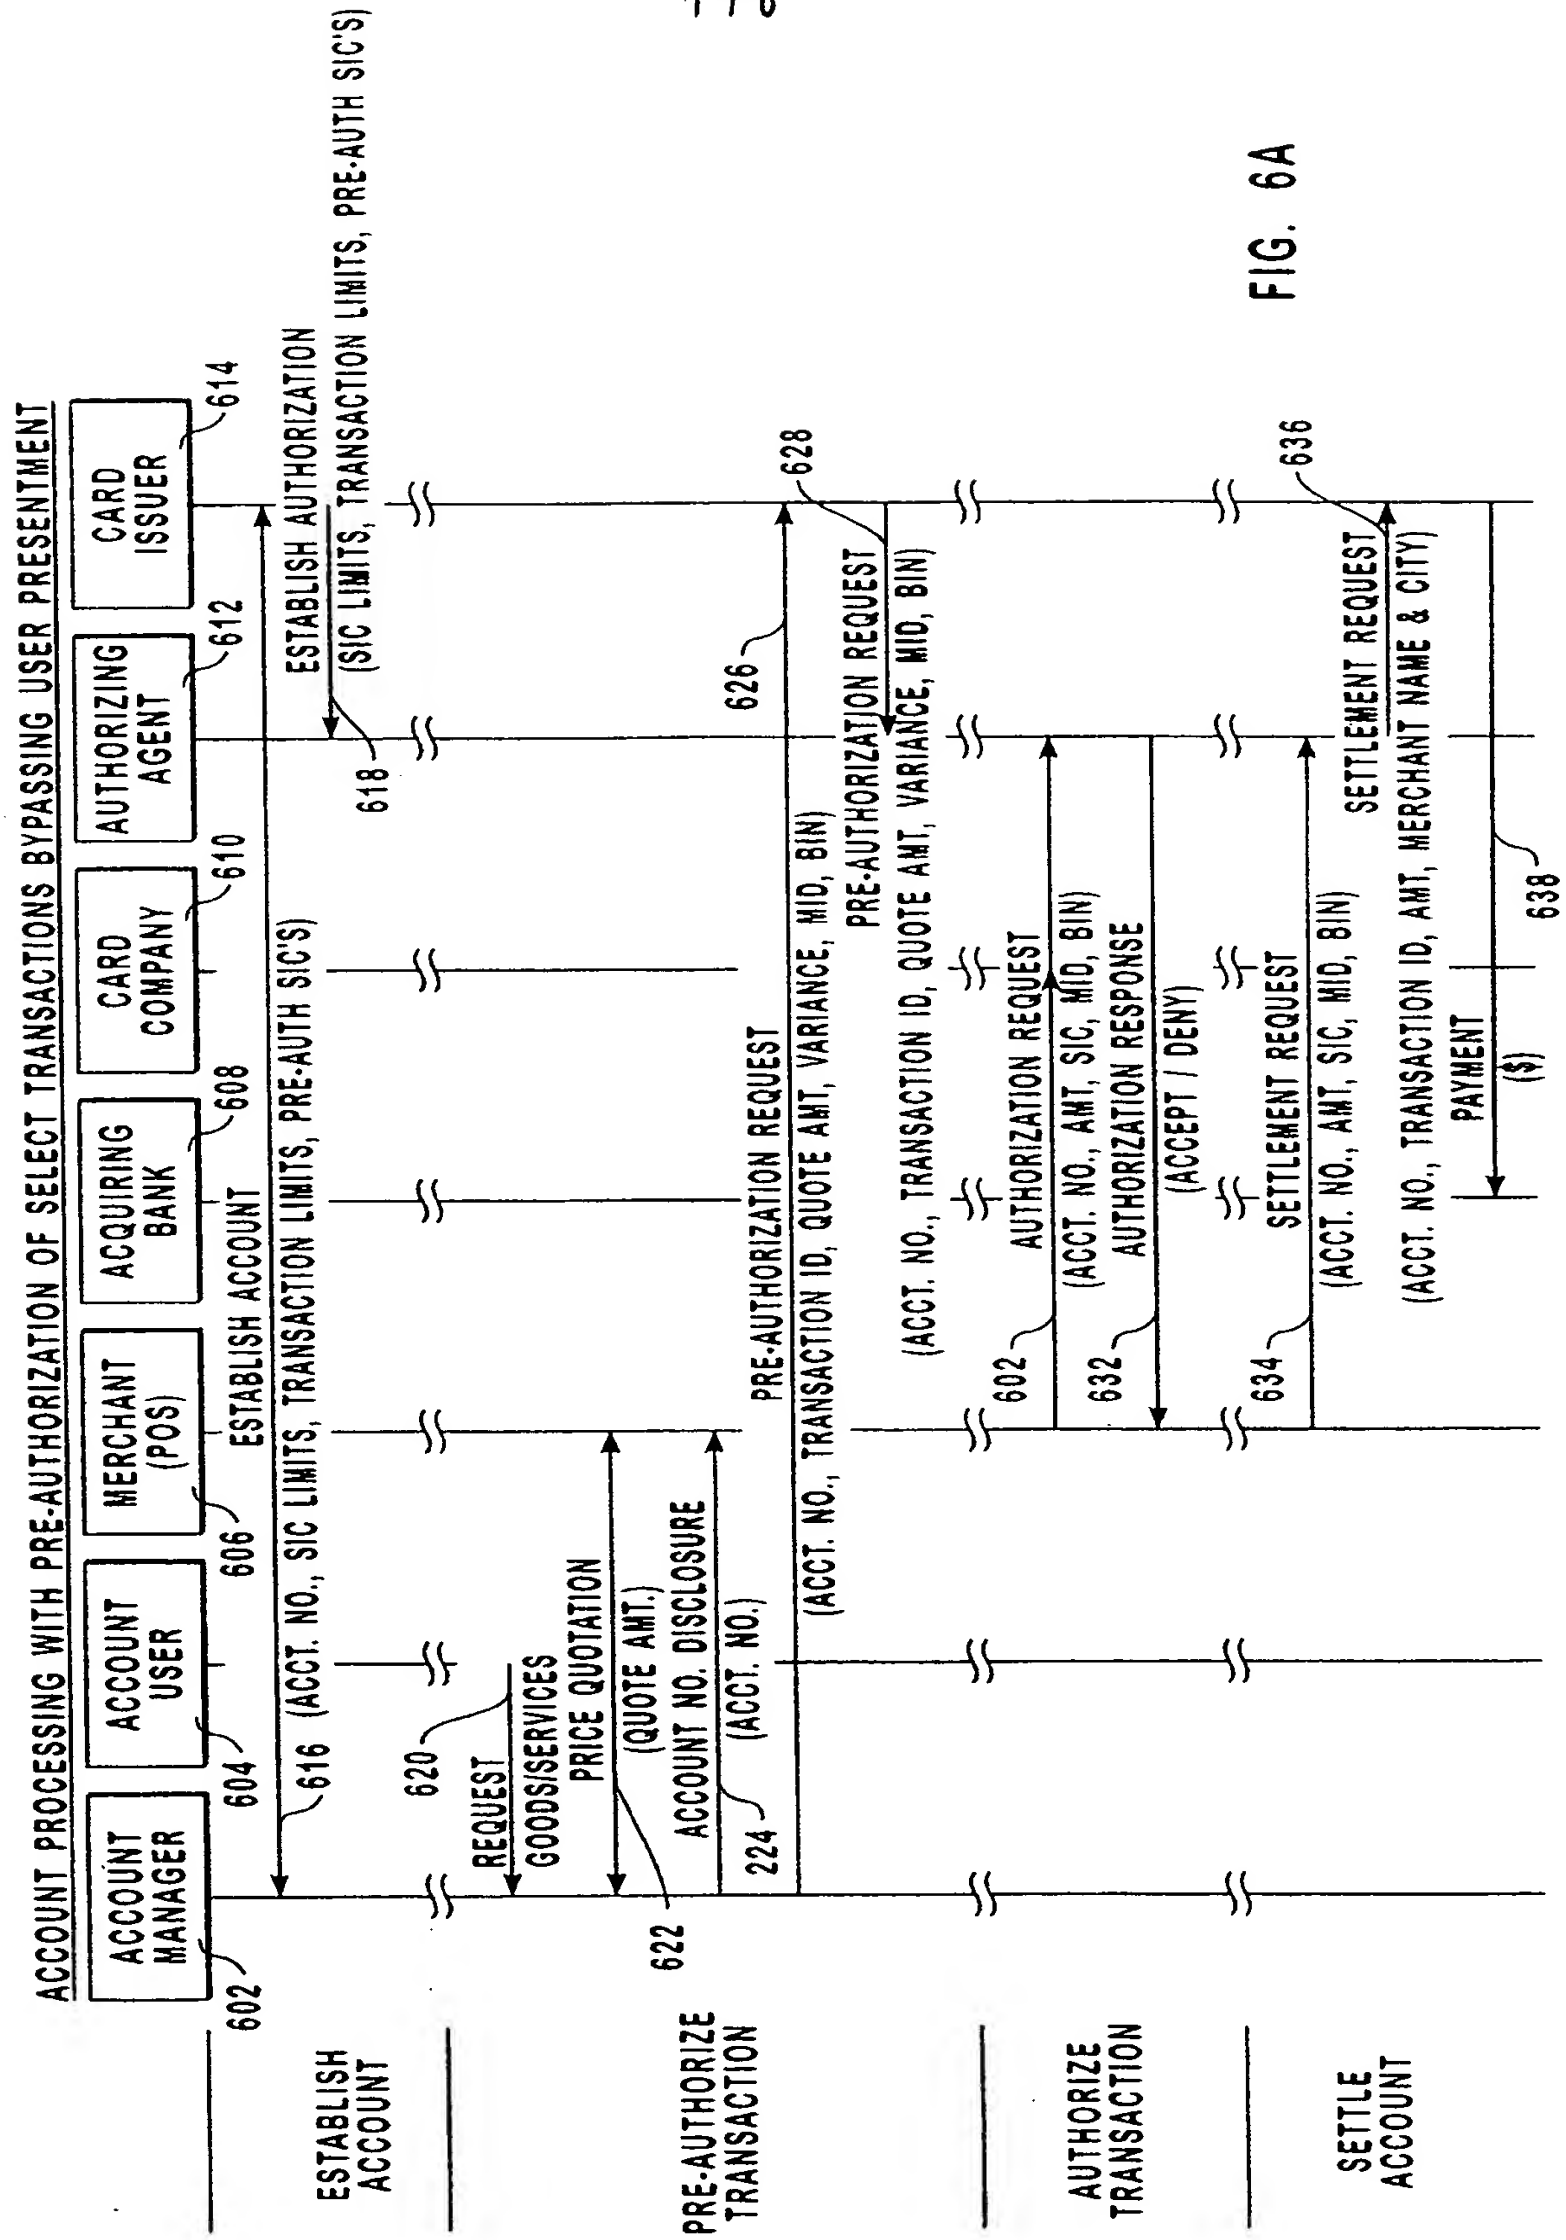 ACCOUNT PROCESSING WITH PRE-AUTHORIZATION OF SELECT TRANSACTIONS BYPASSING USER PRESENTMENT
ACCOUNT
MANAGER
602
ACCOUNT
USER
604
MERCHANT
(POS)
606
ACQUIRING
BANK
608
CARD
COMPANY
610
AUTHORIZING
AGENT
612
CARD
ISSUER
614
ESTABLISH
ACCOUNT
ESTABLISH ACCOUNT
616
(ACCT. NO., SIC LIMITS, TRANSACTION LIMITS, PRE-AUTH SIC'S)
ESTABLISH AUTHORIZATION
(SIC LIMITS, TRANSACTION LIMITS, PRE-AUTH SIC'S)
618
PRE-AUTHORIZE
TRANSACTION
620
REQUEST
GOODS/SERVICES
PRICE QUOTATION
(QUOTE AMT.)
622
ACCOUNT NO. DISCLOSURE
(ACCT. NO.)
224
PRE-AUTHORIZATION REQUEST
626
(ACCT. NO., TRANSACTION ID, QUOTE AMT, VARIANCE, MID, BIN)
628
PRE-AUTHORIZATION REQUEST
(ACCT. NO., TRANSACTION ID, QUOTE AMT, VARIANCE, MID, BIN)
AUTHORIZE
TRANSACTION
602
AUTHORIZATION REQUEST
(ACCT. NO., AMT, SIC, MID, BIN)
632
AUTHORIZATION RESPONSE
(ACCEPT / DENY)
SETTLE
ACCOUNT
634
SETTLEMENT REQUEST
(ACCT. NO., AMT, SIC, MID, BIN)
636
SETTLEMENT REQUEST
(ACCT. NO., TRANSACTION ID, AMT, MERCHANT NAME & CITY)
PAYMENT
($)
638
FIG. 6A